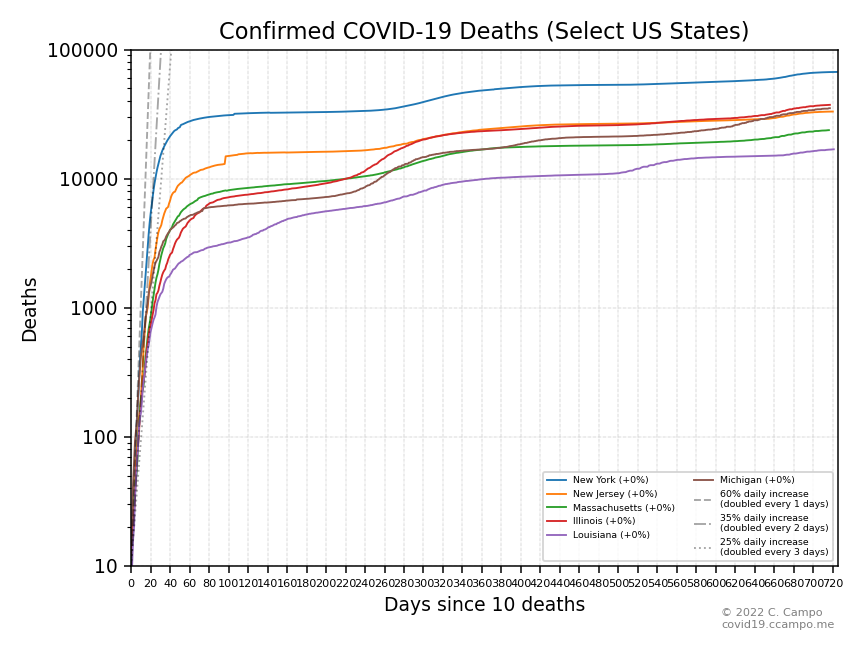 Confirmed COVID-19 Deaths (Select US States)
100000
10000
1000
100
10
Deaths
New York (+0%)
New Jersey (+0%)
Massachusetts (+0%)
Illinois (+0%)
Louisiana (+0%)
Michigan (+0%)
60% daily increase
(doubled every 1 days)
35% daily increase
(doubled every 2 days)
25% daily increase
(doubled every 3 days)
0 20 40 60 80 100 120 140 160 180 200 220 240 260 280 300 320 340 360 380 400 420 440 460 480 500 520 540 560 580 600 620 640 660 680 700 720
Days since 10 deaths
© 2022 C. Campo
covid19.ccampo.me